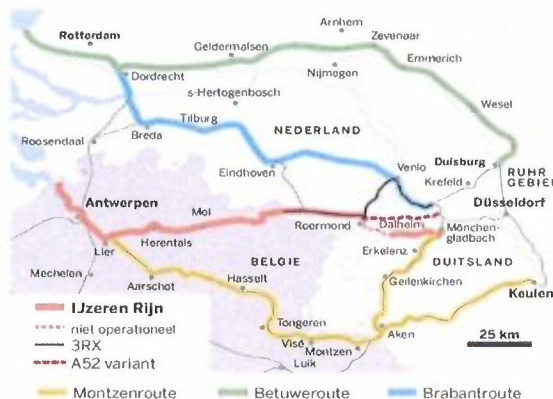 Arnhem
Zevenaar
Rotterdam
Geldermalsen
Emmerich
Dordrecht
Nijmegen
s-Hertogenbosch
Wesel
Tilburg
NEDERLAND
Roosendaal
Breda
Eindhoven
Venlo
Duisburg
RUHR
GEBIED
Krefeld
Antwerpen
Mol
Düsseldorf
Roermond
Dalheim
Mönchen-
gladbach
Lier
Herentals
BELGIE
Erkelenz
DUITSLAND
Mechelen
Aarschot
Hasselt
Geilenkirchen
Keulen
IJzeren Rijn
niet operationeel
3RX
A52 variant
Tongeren
Visé
Montzen
Luik
Aken
25 km
Montzenroute
Betuweroute
Brabantroute